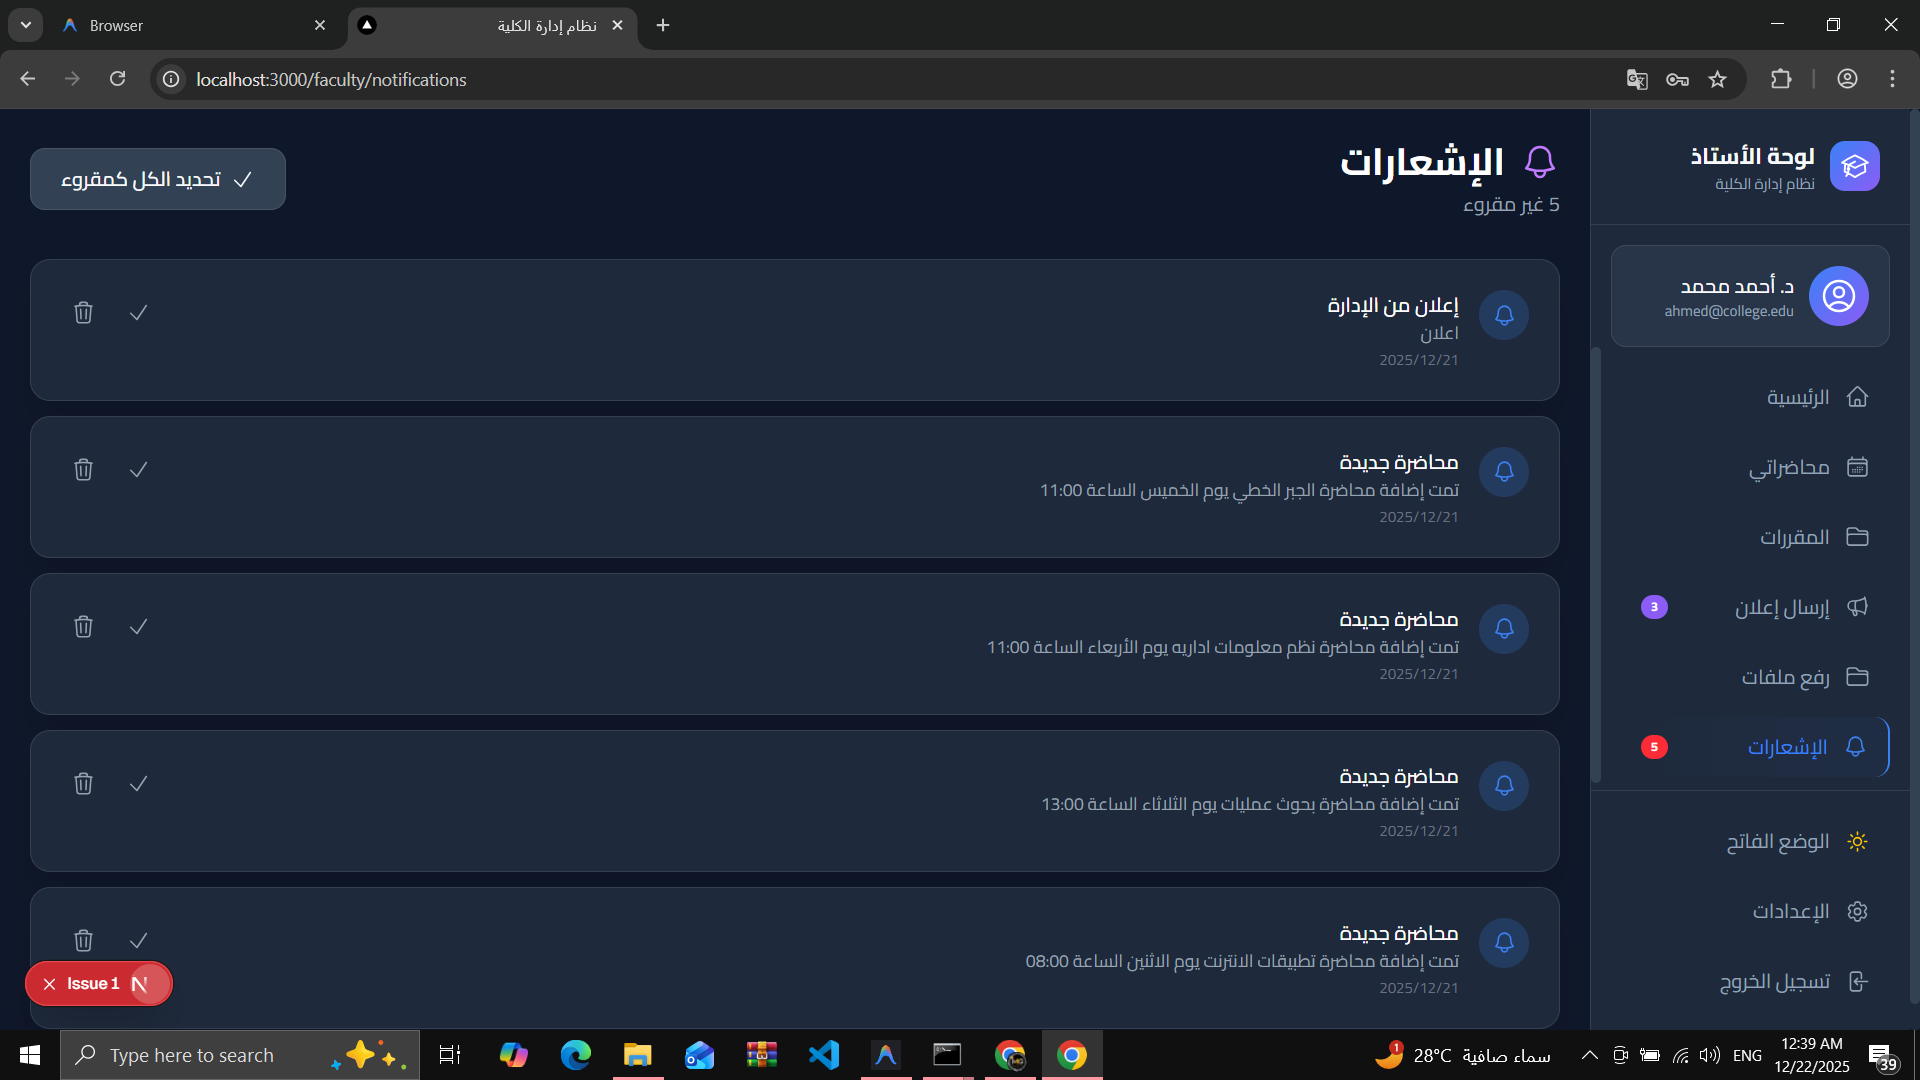 Browser
نظام إدارة الكلية
localhost:3000/faculty/notifications
لوحة الأستاذ
نظام إدارة الكلية
د. أحمد محمد
ahmed@college.edu
الرئيسية
محاضراتي
المقررات
إرسال إعلان 3
رفع ملفات
الإشعارات 5
الوضع الفاتح
الإعدادات
تسجيل الخروج
الإشعارات
5 غير مقروء
تحديد الكل كمقروء
إعلان من الإدارة
اعلان
2025/12/21
محاضرة جديدة
تمت إضافة محاضرة الجبر الخطي يوم الخميس الساعة 11:00
2025/12/21
محاضرة جديدة
تمت إضافة محاضرة نظم معلومات اداريه يوم الأربعاء الساعة 11:00
2025/12/21
محاضرة جديدة
تمت إضافة محاضرة بحوث عمليات يوم الثلاثاء الساعة 13:00
2025/12/21
محاضرة جديدة
تمت إضافة محاضرة تطبيقات الانترنت يوم الاثنين الساعة 08:00
2025/12/21
N 1 Issue
Type here to search
1
28°C سماء صافية
ENG
12:39 AM
12/22/2025
39